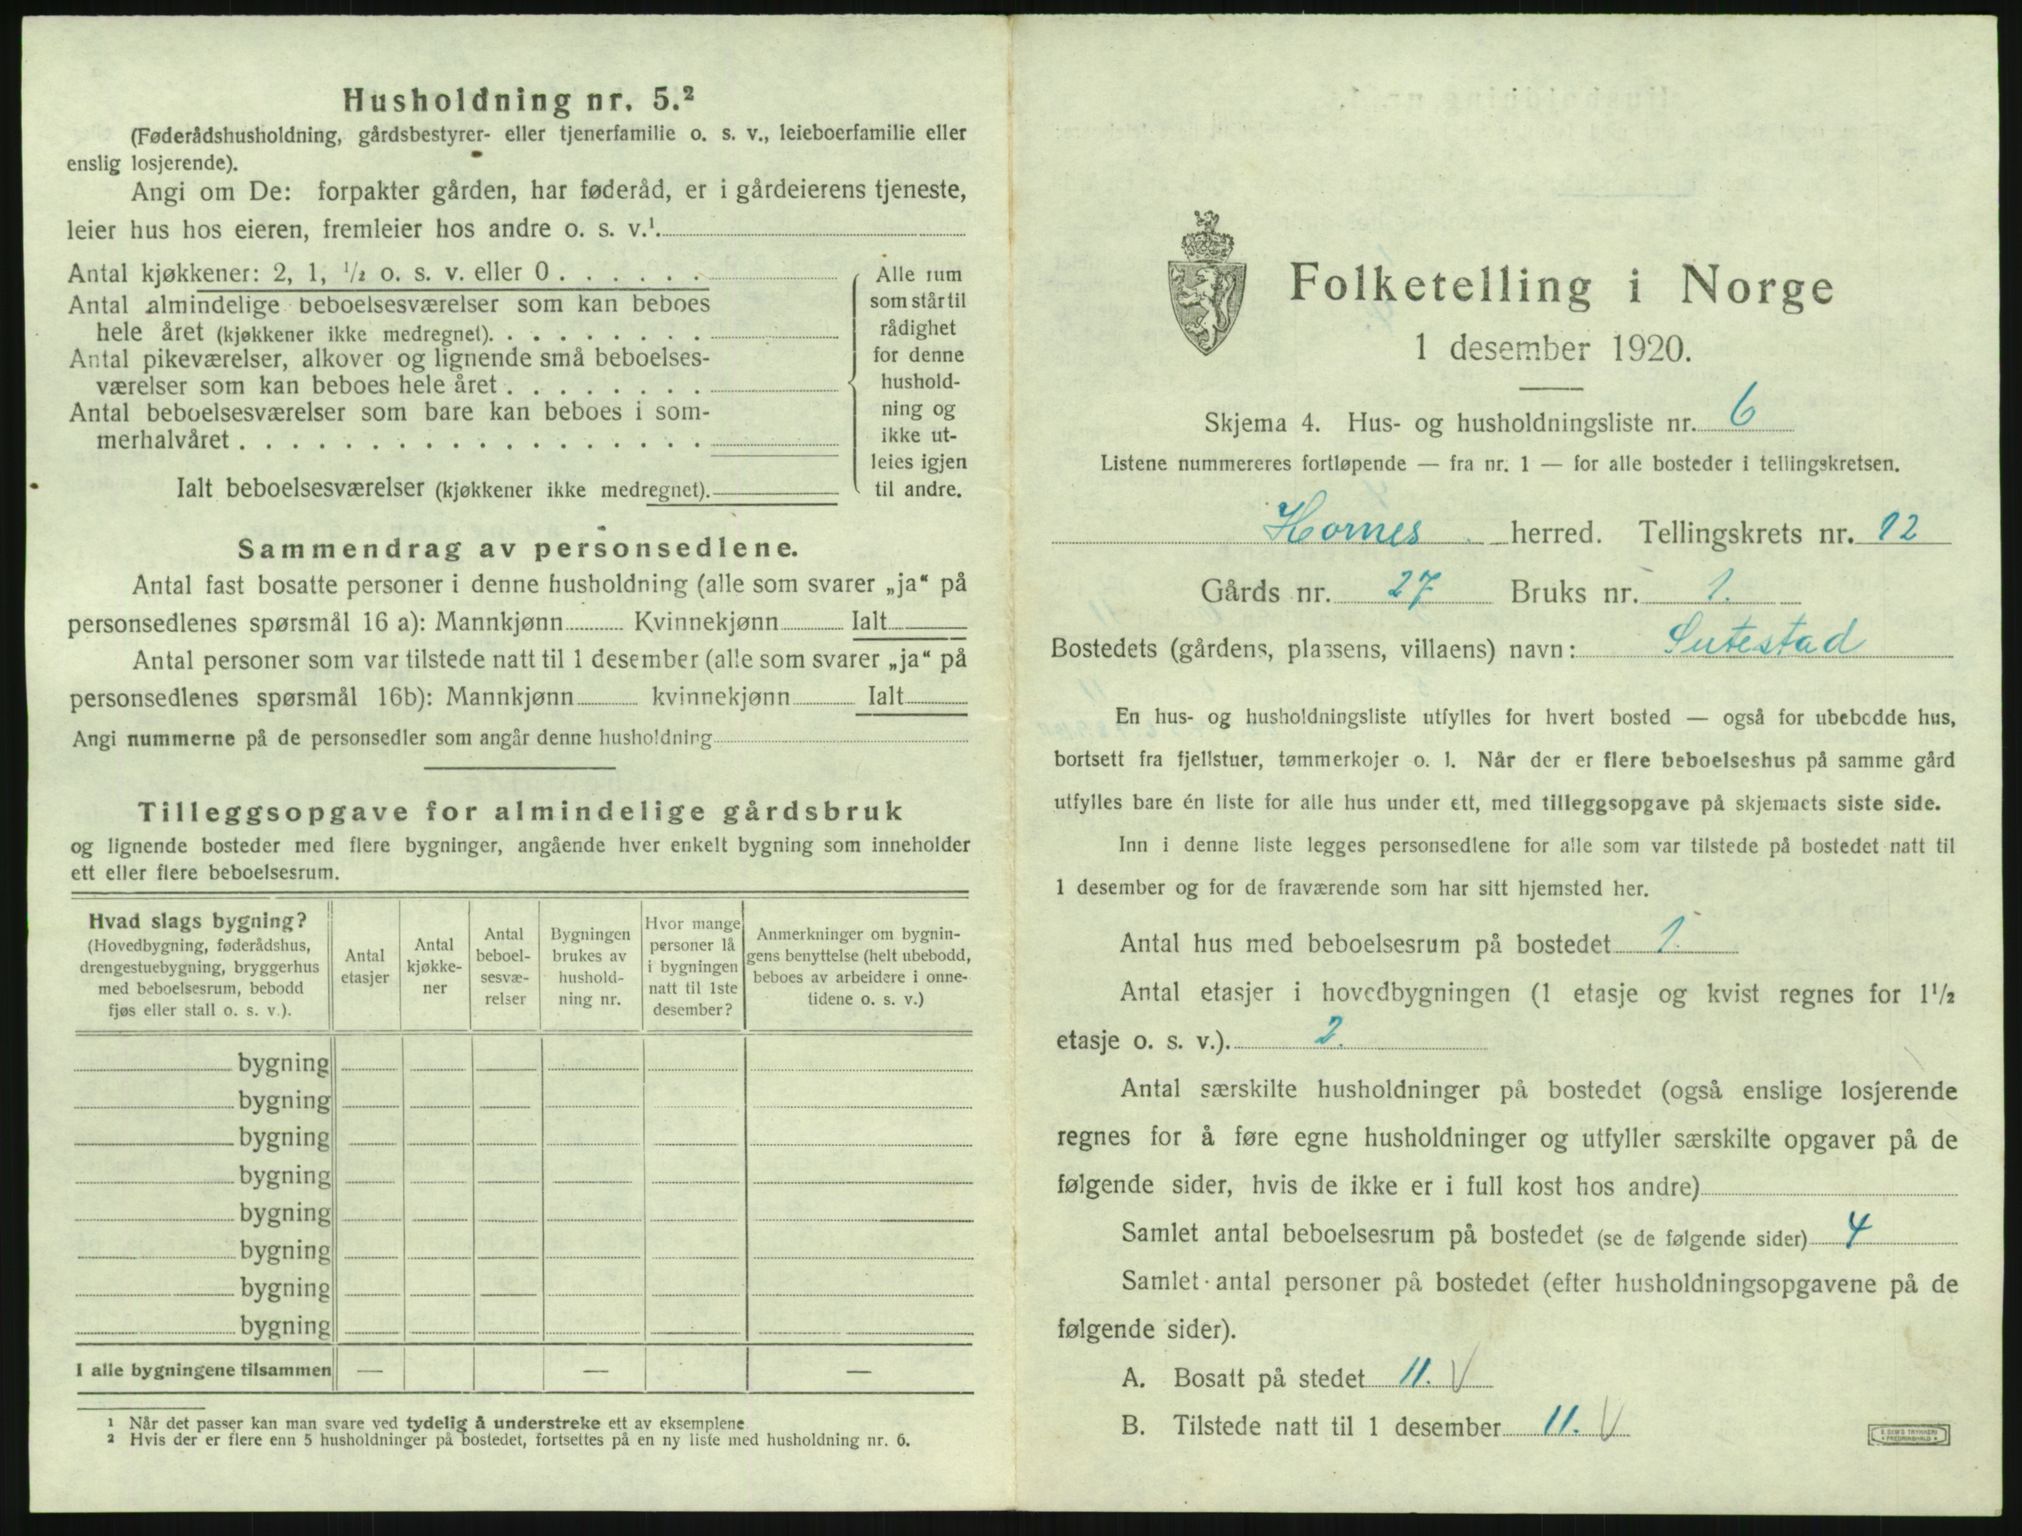 Husholdning nr. 5.²
(Føderådshusholdning, gårdsbestyrer- eller tjenerfamilie o. s. v., leieboerfamilie eller
enslig losjerende).
Angi om De: forpakter gården, har føderåd, er i gårdeierens tjeneste,
leier hus hos eieren, fremleier hos andre o. s. v.¹.
Antal kjøkkener: 2, 1, ½ o. s. v. eller 0 . . . . . .
Antal almindelige beboelsesværelser som kan beboes
hele året (kjøkkener ikke medregnet). . . . . . . . .
Antal pikeværelser, alkover og lignende små beboelses-
værelser som kan beboes hele året . . . . . . . .
Antal beboelsesværelser som bare kan beboes i som-
merhalvåret . . . . . . . . . . . . . . . . . .
Ialt beboelsesværelser (kjøkkener ikke medregnet).
Alle rum
som står til
rådighet
for denne
hushold-
ning og
ikke ut-
leies igjen
til andre.
Sammendrag av personsedlene.
Antal fast bosatte personer i denne husholdning (alle som svarer „ja“ på
personsedlenes spørsmål 16 a): Mannkjønn Kvinnekjønn Ialt
Antal personer som var tilstede natt til 1 desember (alle som svarer „ja“ på
personsedlenes spørsmål 16b): Mannkjønn kvinnekjønn Ialt
Angi nummerne på de personsedler som angår denne husholdning
Tilleggsopgave for almindelige gårdsbruk
og lignende bosteder med flere bygninger, angående hver enkelt bygning som inneholder
ett eller flere beboelsesrum.
Hvad slags bygning?
(Hovedbygning, føderådshus,
drengestuebygning, bryggerhus
med beboelsesrum, bebodd
fjøs eller stall o. s. v.).
Antal
etasjer
Antal
kjøkke-
ner
Antal
beboel-
sesvæ-
relser
Bygningen
brukes av
hushold-
ning nr.
Hvor mange
personer lå
i bygningen
natt til 1ste
desember?
Anmerkninger om bygnin-
gens benyttelse (helt ubebodd,
beboes av arbeidere i onne-
tidene o. s. v.)
bygning
bygning
bygning
bygning
bygning
bygning
bygning
bygning
I alle bygningene tilsammen — — —
¹ Når det passer kan man svare ved tydelig å understreke ett av eksemplene
² Hvis der er flere enn 5 husholdninger på bostedet, fortsettes på en ny liste med husholdning nr. 6.
Folketelling i Norge
1 desember 1920.
Skjema 4. Hus- og husholdningsliste nr. 6
Listene nummereres fortløpende — fra nr. 1 — for alle bosteder i tellingskretsen.
Hornes herred. Tellingskrets nr. 12
Gårds nr. 27 Bruks nr. 1.
Bostedets (gårdens, plassens, villaens) navn: Sutestad
En hus- og husholdningsliste utfylles for hvert bosted — også for ubebodde hus,
bortsett fra fjellstuer, tømmerkojer o. l. Når der er flere beboelseshus på samme gård
utfylles bare én liste for alle hus under ett, med tilleggsopgave på skjemaets siste side.
Inn i denne liste legges personsedlene for alle som var tilstede på bostedet natt til
1 desember og for de fraværende som har sitt hjemsted her.
Antal hus med beboelsesrum på bostedet 1.
Antal etasjer i hovedbygningen (1 etasje og kvist regnes for 1½
etasje o. s. v.). 2.
Antal særskilte husholdninger på bostedet (også enslige losjerende
regnes for å føre egne husholdninger og utfyller særskilte opgaver på de
følgende sider, hvis de ikke er i full kost hos andre)
Samlet antal beboelsesrum på bostedet (se de følgende sider) 4
Samlet antal personer på bostedet (efter husholdningsopgavene på de
følgende sider).
A. Bosatt på stedet 11. V
B. Tilstede natt til 1 desember 11. V